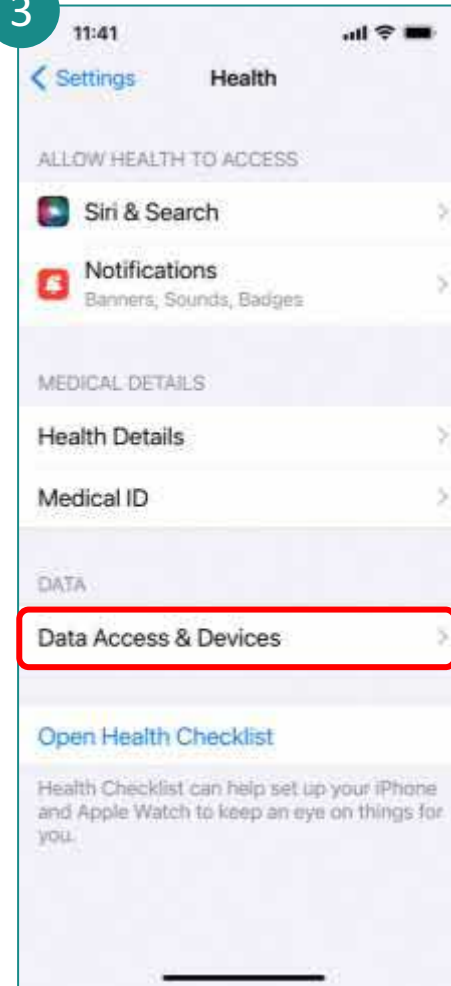 3
11:41
Settings Health
ALLOW HEALTH TO ACCESS
Siri & Search
Notifications
Banners, Sounds, Badges
MEDICAL DETAILS
Health Details
Medical ID
DATA
Data Access & Devices
Open Health Checklist
Health Checklist can help set up your iPhone
and Apple Watch to keep an eye on things for
you.